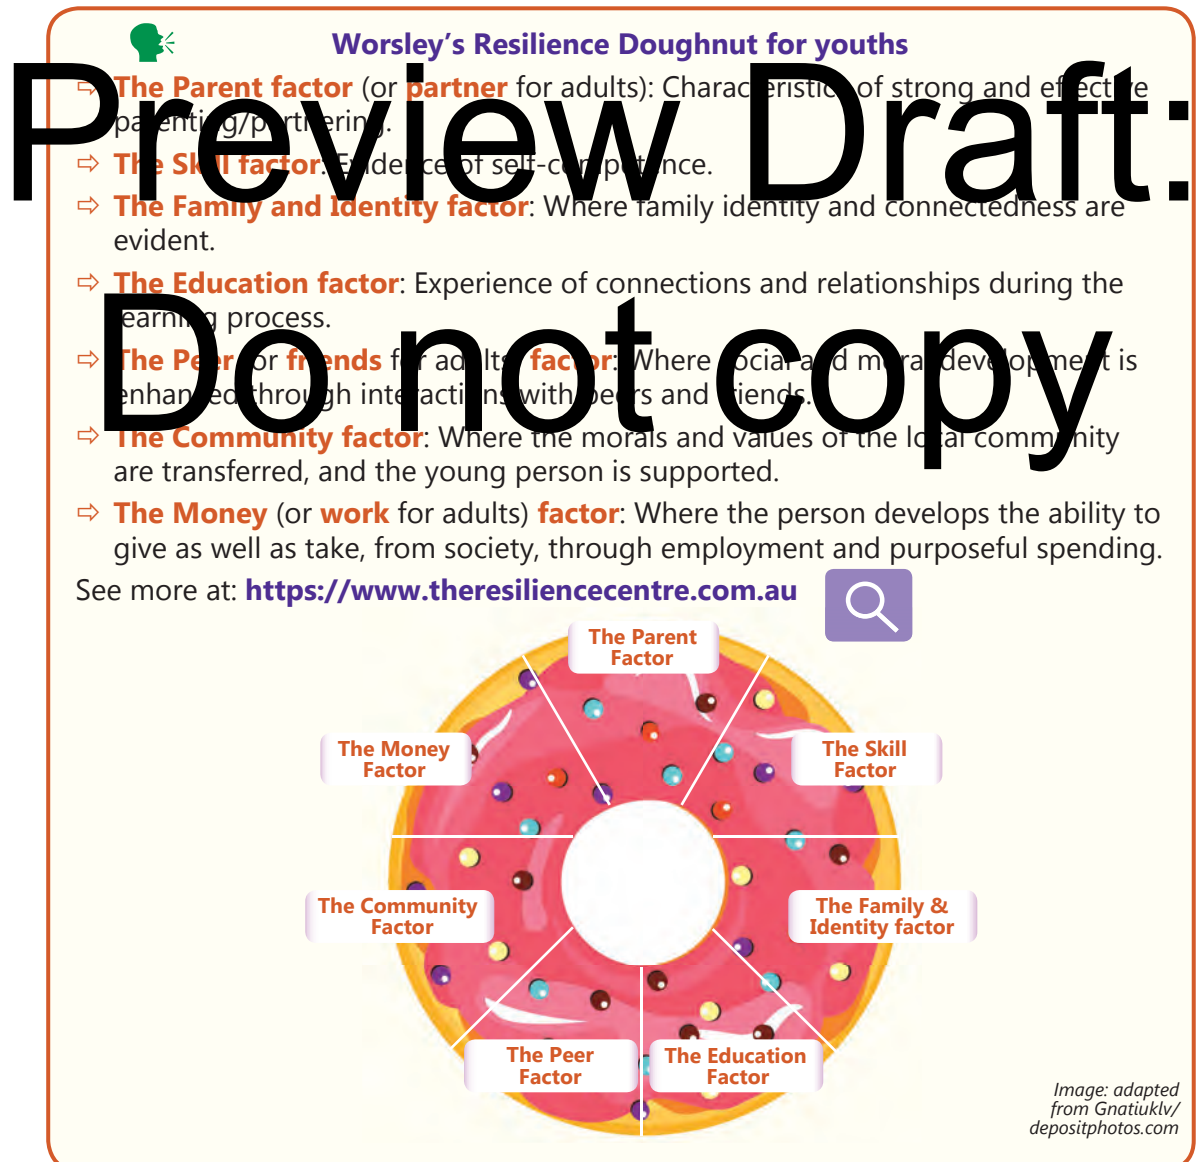 Worsley's Resilience Doughnut for youths
⇨ The Parent factor (or partner for adults): Characteristics of strong and effective
parenting/partnering.
⇨ The Skill factor: Evidence of self-competence.
⇨ The Family and Identity factor: Where family identity and connectedness are
evident.
⇨ The Education factor: Experience of connections and relationships during the
learning process.
⇨ The Peer (or friends for adults) factor: Where social and moral development is
enhanced through interactions with peers and friends.
⇨ The Community factor: Where the morals and values of the local community
are transferred, and the young person is supported.
⇨ The Money (or work for adults) factor: Where the person develops the ability to
give as well as take, from society, through employment and purposeful spending.
See more at: https://www.theresiliencecentre.com.au
Preview Draft:
Do not copy
The Parent
Factor
The Skill
Factor
The Family &
Identity factor
The Education
Factor
The Peer
Factor
The Community
Factor
The Money
Factor
Image: adapted
from Gnatiuklv/
depositphotos.com